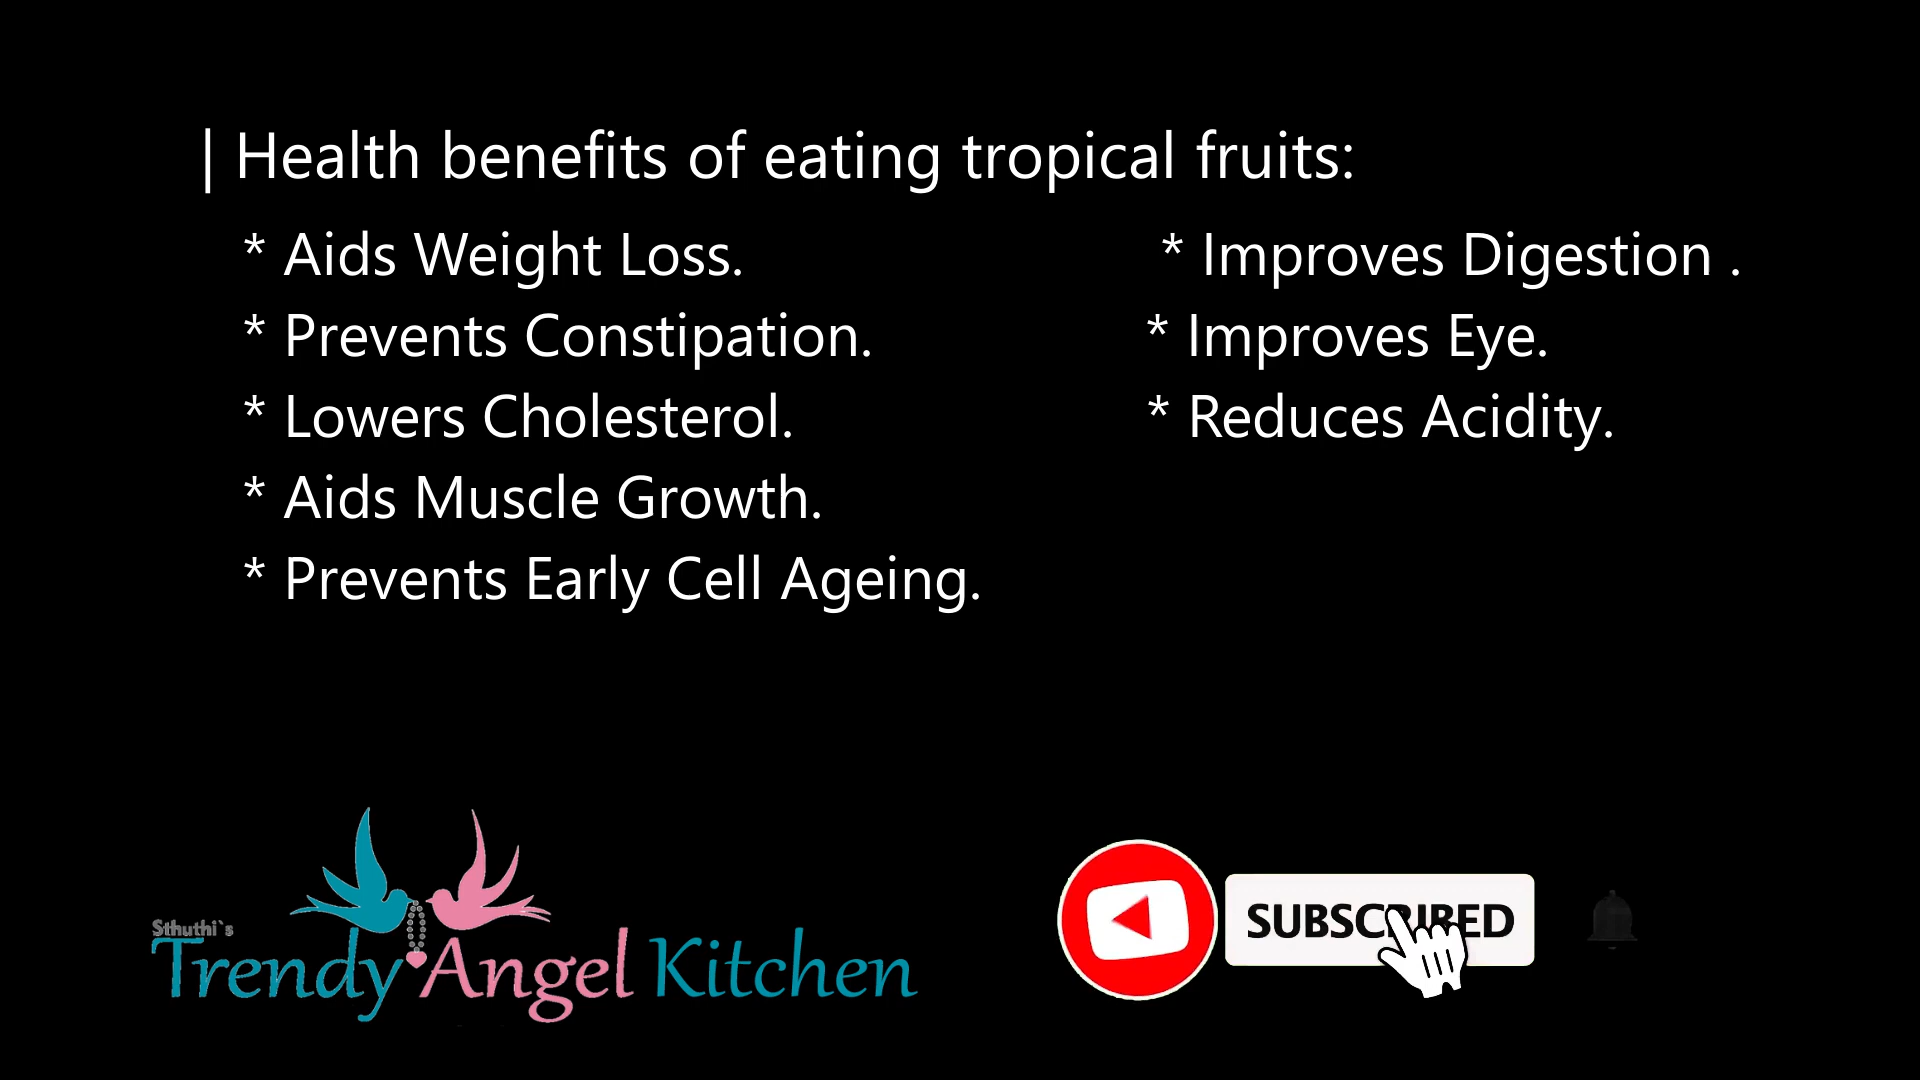 | Health benefits of eating tropical fruits:
* Aids Weight Loss.
* Prevents Constipation.
* Lowers Cholesterol.
* Aids Muscle Growth.
* Prevents Early Cell Ageing.
* Improves Digestion .
* Improves Eye.
* Reduces Acidity.
Sthuthi`s
Trendy Angel Kitchen
SUBSCRIBED